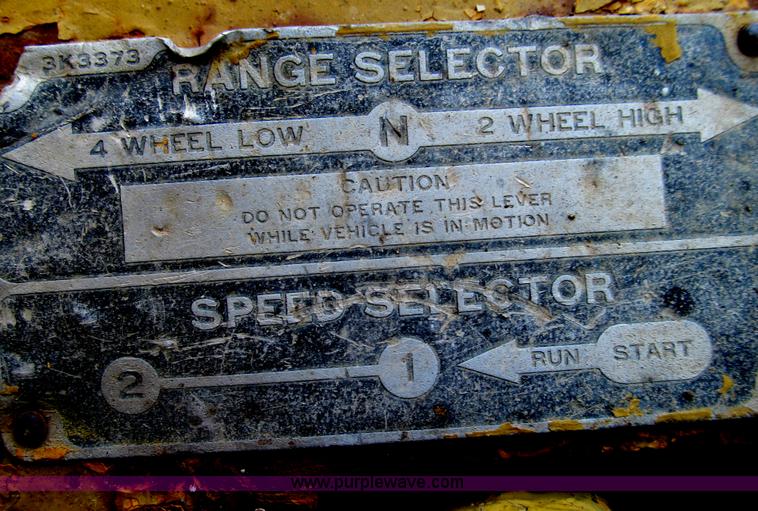 3K3373
RANGE SELECTOR
4 WHEEL LOW N 2 WHEEL HIGH
CAUTION
DO NOT OPERATE THIS LEVER
WHILE VEHICLE IS IN MOTION
SPEED SELECTOR
2 1 RUN START
www.purplewave.com